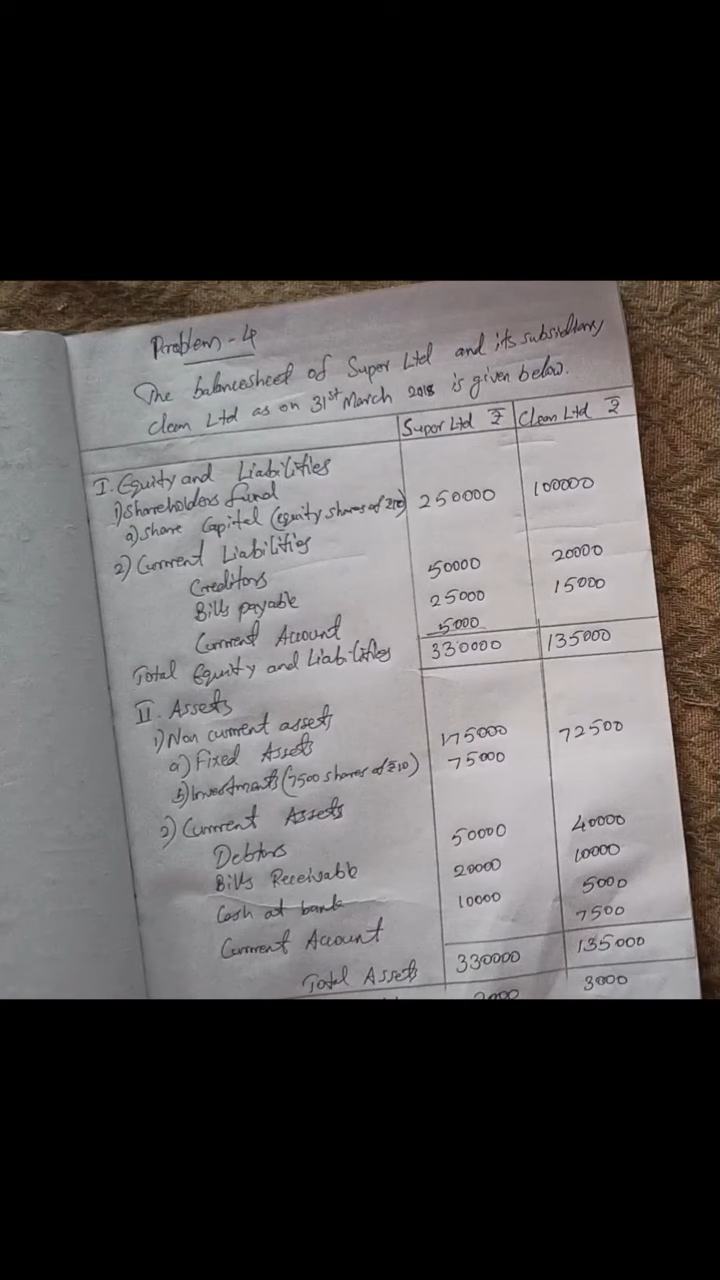 Problem - 4
The balancesheet of Super Ltd and its subsidiary
Clean Ltd as on 31st March 2018 is given below.
Super Ltd ₹ Clean Ltd ₹
I. Equity and Liabilities
1) Shareholders fund
a) Share Capital (equity shares of ₹10) 250000 100000
2) Current Liabilities
Creditors 50000 20000
Bills payable 25000 15000
Current Account 5000
Total Equity and Liabilities 330000 135000
II. Assets
1) Non current assets
a) Fixed Assets 175000 72500
b) Investments (7500 shares of ₹10) 75000
2) Current Assets
Debtors 50000 40000
Bills Receivable 20000 10000
Cash at bank 10000 5000
Current Account 7500
Total Assets 330000 135000
3000